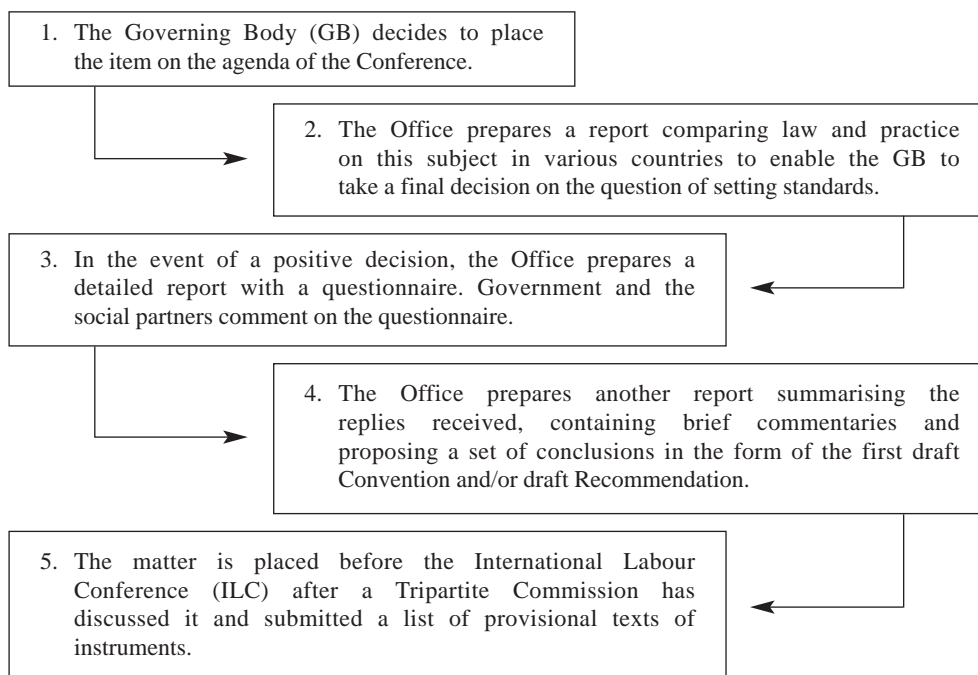 1. The Governing Body (GB) decides to place
the item on the agenda of the Conference.
2. The Office prepares a report comparing law and practice
on this subject in various countries to enable the GB to
take a final decision on the question of setting standards.
3. In the event of a positive decision, the Office prepares a
detailed report with a questionnaire. Government and the
social partners comment on the questionnaire.
4. The Office prepares another report summarising the
replies received, containing brief commentaries and
proposing a set of conclusions in the form of the first draft
Convention and/or draft Recommendation.
5. The matter is placed before the International Labour
Conference (ILC) after a Tripartite Commission has
discussed it and submitted a list of provisional texts of
instruments.